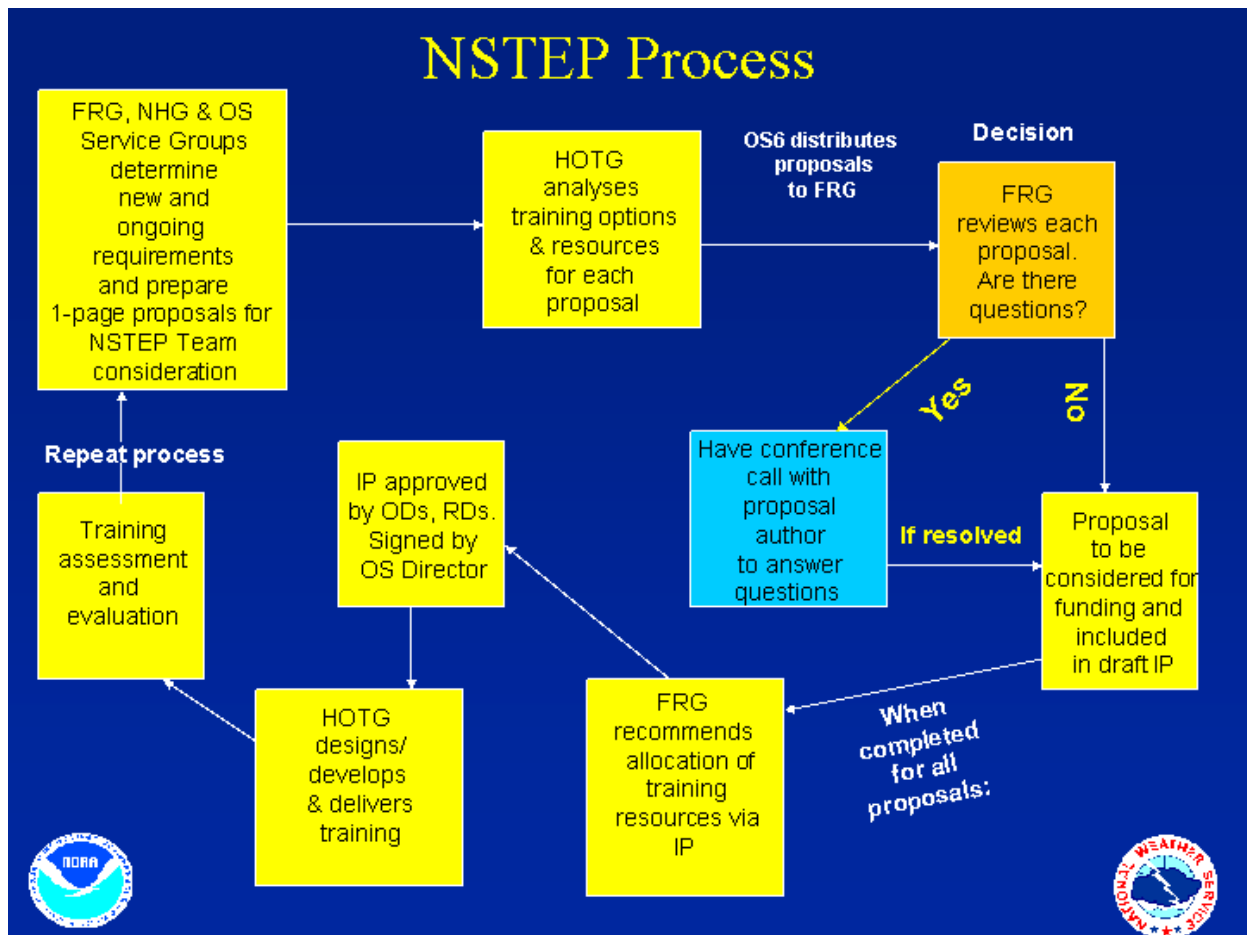 NSTEP Process
FRG, NHG & OS
Service Groups
determine
new and
ongoing
requirements
and prepare
1-page proposals for
NSTEP Team
consideration
HOTG
analyses
training options
& resources
for each
proposal
OS6 distributes
proposals
to FRG
Decision
FRG
reviews each
proposal.
Are there
questions?
Yes
No
Have conference
call with
proposal
author
to answer
questions
If resolved
Proposal
to be
considered for
funding and
included
in draft IP
When
completed
for all
proposals:
FRG
recommends
allocation of
training
resources via
IP
IP approved
by ODs, RDs.
Signed by
OS Director
HOTG
designs/
develops
& delivers
training
Training
assessment
and
evaluation
Repeat process
NOAA
NATIONAL WEATHER SERVICE